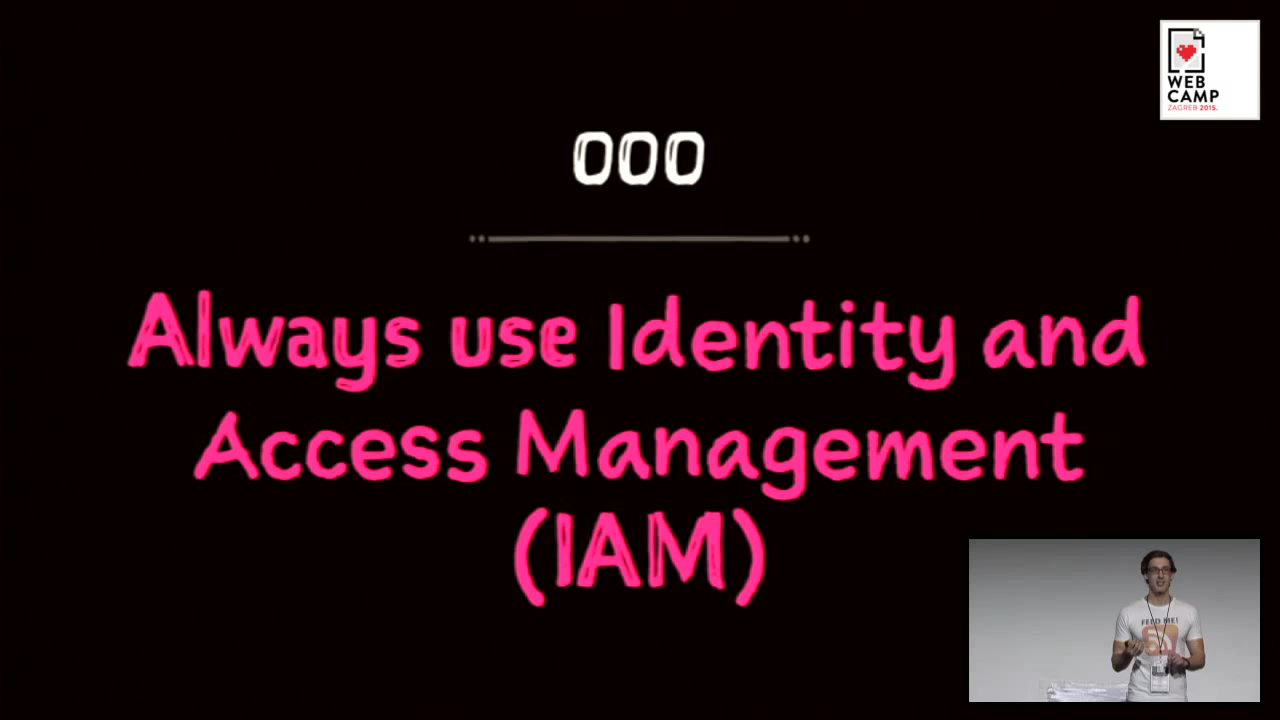 000
Always use Identity and
Access Management
(IAM)
WEB
CAMP
ZAGREB 2015.
FEED ME!